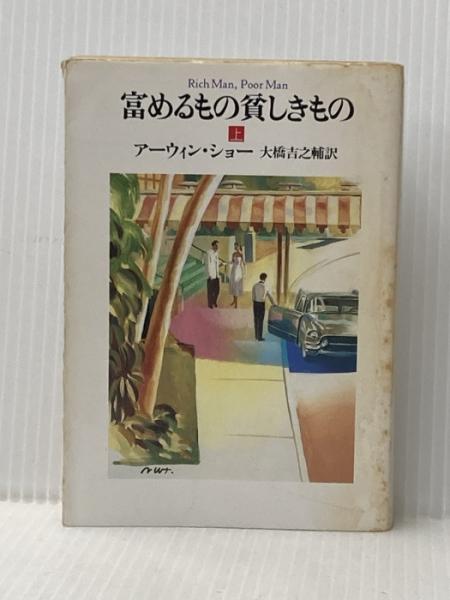 Rich Man, Poor Man
富めるもの貧しきもの
上
アーウィン・ショー 大橋吉之輔訳